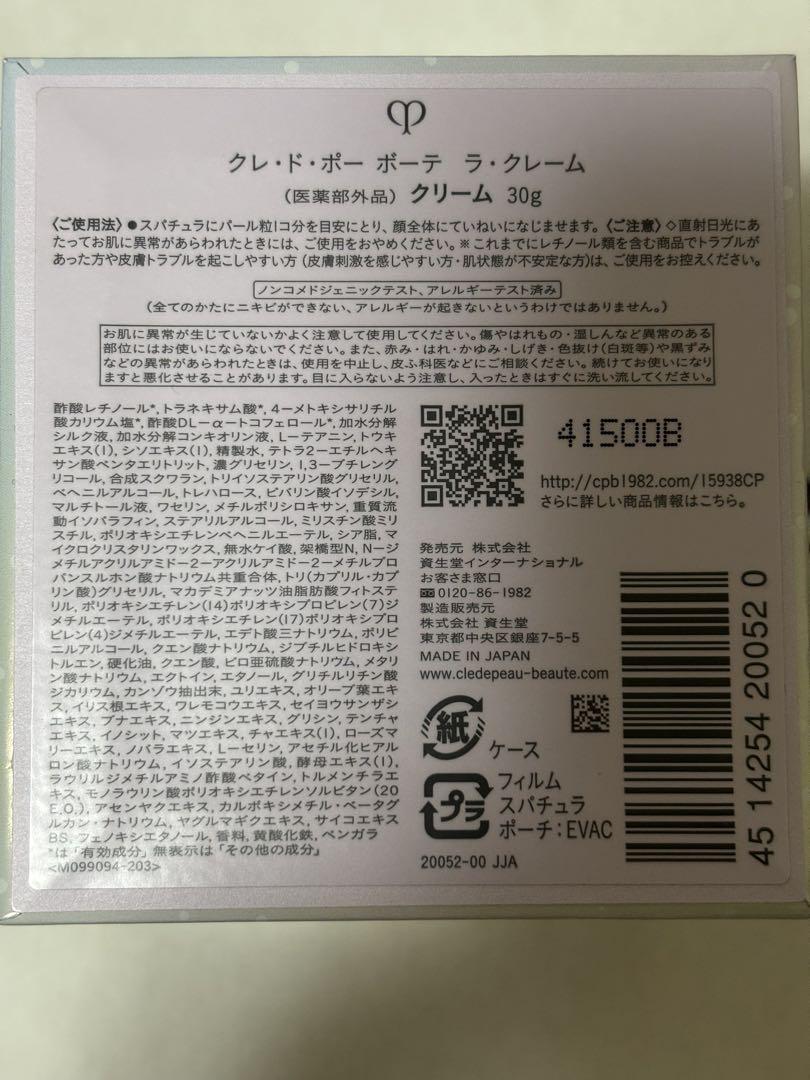 クレ・ド・ポー ボーテ ラ・クレーム
(医薬部外品) クリーム 30g
〈ご使用法〉●スパチュラにパール粒1コ分を目安にとり、顔全体にていねいになじませます。〈ご注意〉◇直射日光にあ
たってお肌に異常があらわれたときには、ご使用をおやめください。※これまでにレチノール類を含む商品でトラブルが
あった方や皮膚トラブルを起こしやすい方(皮膚刺激を感じやすい方・肌状態が不安定な方)は、ご使用をお控えください。
ノンコメドジェニックテスト、アレルギーテスト済み
(全てのかたにニキビができない、アレルギーが起きないというわけではありません。)
お肌に異常が生じていないかよく注意して使用してください。傷やはれもの・湿しんなど異常のある
部位にはお使いにならないでください。また、赤み・はれ・かゆみ・しげき・色抜け(白斑等)や黒ずみ
などの異常があらわれたときは、使用を中止し、皮ふ科医などにご相談ください。続けてお使いになり
ますと悪化させることがあります。目に入らないよう注意し、入ったときはすぐに洗い流してください。
酢酸レチノール*, トラネキサム酸*, 4-メトキシサリチル
酸カリウム塩*, 酢酸DL-α-トコフェロール*, 加水分解
シルク液, 加水分解コンキオリン液, L-テアニン, トウキ
エキス(1), シソエキス(1), 精製水, テトラ2-エチルヘキ
サン酸ペンタエリトリット, 濃グリセリン, 1,3-ブチレング
リコール, 合成スクワラン, トリイソステアリン酸グリセリル,
ベヘニルアルコール, トレハロース, ピバリン酸イソデシル,
マルチトール液, ワセリン, メチルポリシロキサン, 重質流
動イソパラフィン, ステアリルアルコール, ミリスチン酸ミリ
スチル, ポリオキシエチレンベヘニルエーテル, シア脂, マ
イクロクリスタリンワックス, 無水ケイ酸, 架橋型N, N-ジ
メチルアクリルアミド-2-アクリルアミド-2-メチルプロ
パンスルホン酸ナトリウム共重合体, トリ(カプリル・カプ
リン酸)グリセリル, マカデミアナッツ油脂肪酸フィトステ
リル, ポリオキシエチレン(14)ポリオキシプロピレン(7)ジ
メチルエーテル, ポリオキシエチレン(17)ポリオキシプロ
ピレン(4)ジメチルエーテル, エデト酸三ナトリウム, ポリビ
ニルアルコール, クエン酸ナトリウム, ジブチルヒドロキシ
トルエン, 硬化油, クエン酸, ピロ亜硫酸ナトリウム, メタリ
ン酸ナトリウム, エクトイン, エタノール, グリチルリチン酸
ジカリウム, カンゾウ抽出末, ユリエキス, オリーブ葉エキ
ス, イリス根エキス, ワレモコウエキス, セイヨウサンザシ
エキス, ブナエキス, ニンジンエキス, グリシン, テンチャ
エキス, イノシット, マツエキス, チャエキス(1), ローズマ
リーエキス, ノバラエキス, L-セリン, アセチル化ヒアル
ロン酸ナトリウム, イソステアリン酸, 酵母エキス(1),
ラウリルジメチルアミノ酢酸ベタイン, トルメンチラエ
キス, モノラウリン酸ポリオキシエチレンソルビタン(20
E.O.), アセンヤクエキス, カルボキシメチル・ベータグ
ルカン・ナトリウム, ヤグルマギクエキス, サイコエキス
BS, フェノキシエタノール, 香料, 黄酸化鉄, ベンガラ
*は「有効成分」無表示は「その他の成分」
<M099094-203>
41500B
http://cpb1982.com/15938CP
さらに詳しい商品情報はこちら。
発売元 株式会社
資生堂インターナショナル
お客さま窓口
0120-86-1982
製造販売元
株式会社 資生堂
東京都中央区銀座7-5-5
MADE IN JAPAN
www.cledepeau-beaute.com
紙 ケース
プラ フィルム
スパチュラ
ポーチ:EVAC
20052-00 JJA
45 14254 20052 0